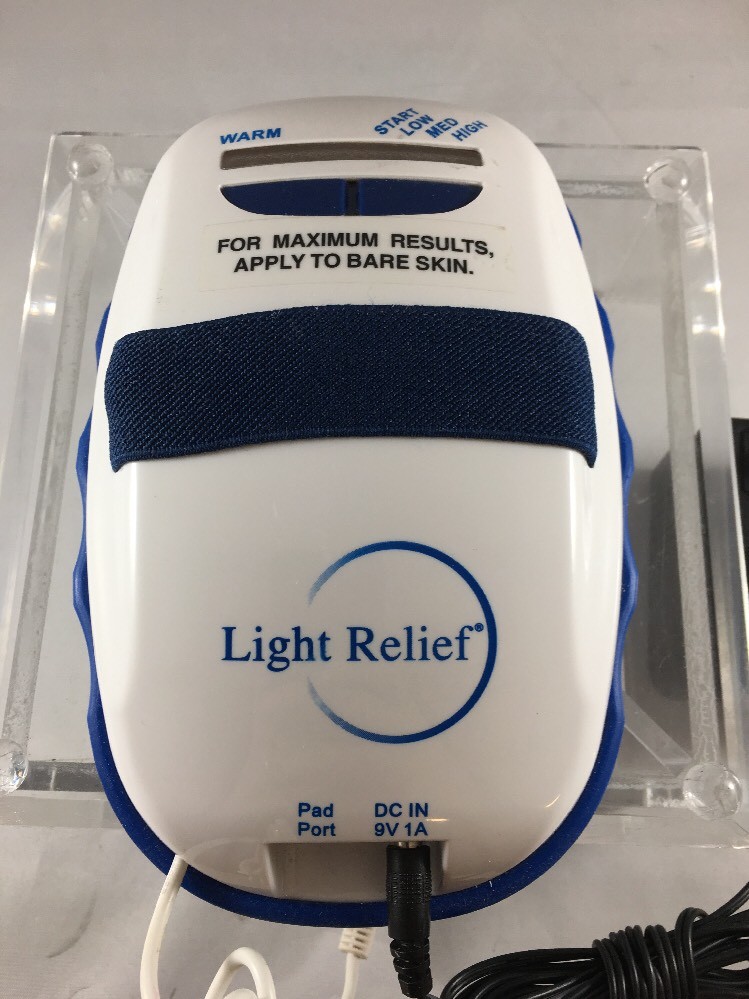 WARM
START
LOW
MED
HIGH
FOR MAXIMUM RESULTS,
APPLY TO BARE SKIN.
Light Relief®
Pad
Port
DC IN
9V 1A